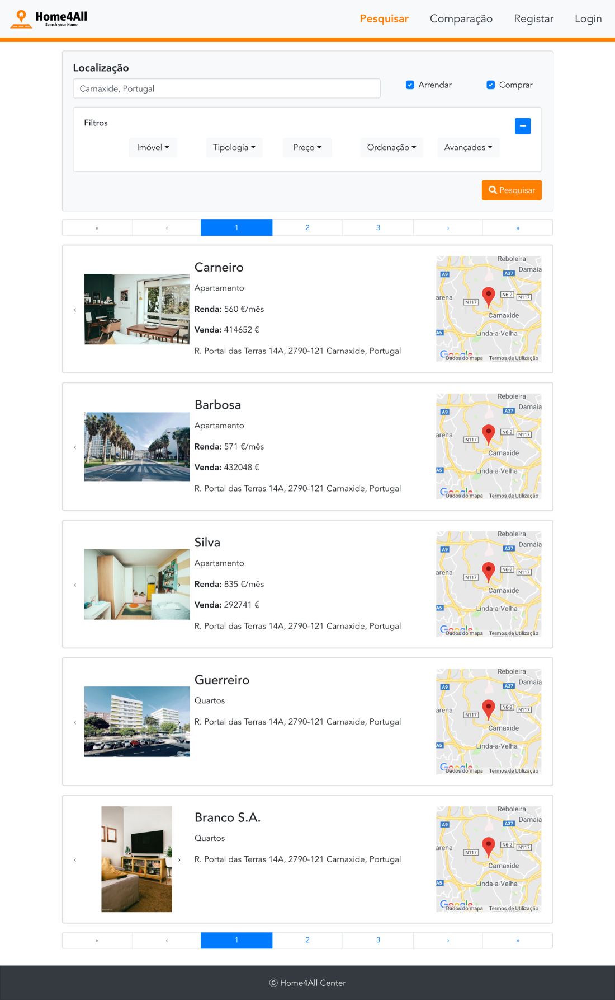 Home4All
Search your Home
Pesquisar
Comparação
Registar
Login
Localização
Carnaxide, Portugal
Arrendar
Comprar
Filtros
Imóvel
Tipologia
Preço
Ordenação
Avançados
Pesquisar
« ‹ 1 2 3 › »
Carneiro
Apartamento
Renda: 560 €/mês
Venda: 414652 €
R. Portal das Terras 14A, 2790-121 Carnaxide, Portugal
Reboleira
A9
A37
Damaia
arena
N117
N6-2
N117
Carnaxide
A5
Linda-a-Velha
Google
Dados do mapa
Termos de Utilização
Barbosa
Apartamento
Renda: 571 €/mês
Venda: 432048 €
R. Portal das Terras 14A, 2790-121 Carnaxide, Portugal
Reboleira
A9
A37
Damaia
arena
N117
N6-2
N117
Carnaxide
A5
Linda-a-Velha
Google
Dados do mapa
Termos de Utilização
Silva
Apartamento
Renda: 835 €/mês
Venda: 292741 €
R. Portal das Terras 14A, 2790-121 Carnaxide, Portugal
Reboleira
A9
A37
Damaia
arena
N117
N6-2
N117
Carnaxide
A5
Linda-a-Velha
Google
Dados do mapa
Termos de Utilização
Guerreiro
Quartos
R. Portal das Terras 14A, 2790-121 Carnaxide, Portugal
Reboleira
A9
A37
Damaia
arena
N117
N6-2
N117
Carnaxide
A5
Linda-a-Velha
Google
Dados do mapa
Termos de Utilização
Branco S.A.
Quartos
R. Portal das Terras 14A, 2790-121 Carnaxide, Portugal
Reboleira
A9
A37
Damaia
arena
N117
N6-2
N117
Carnaxide
A5
Linda-a-Velha
Google
Dados do mapa
Termos de Utilização
« ‹ 1 2 3 › »
© Home4All Center